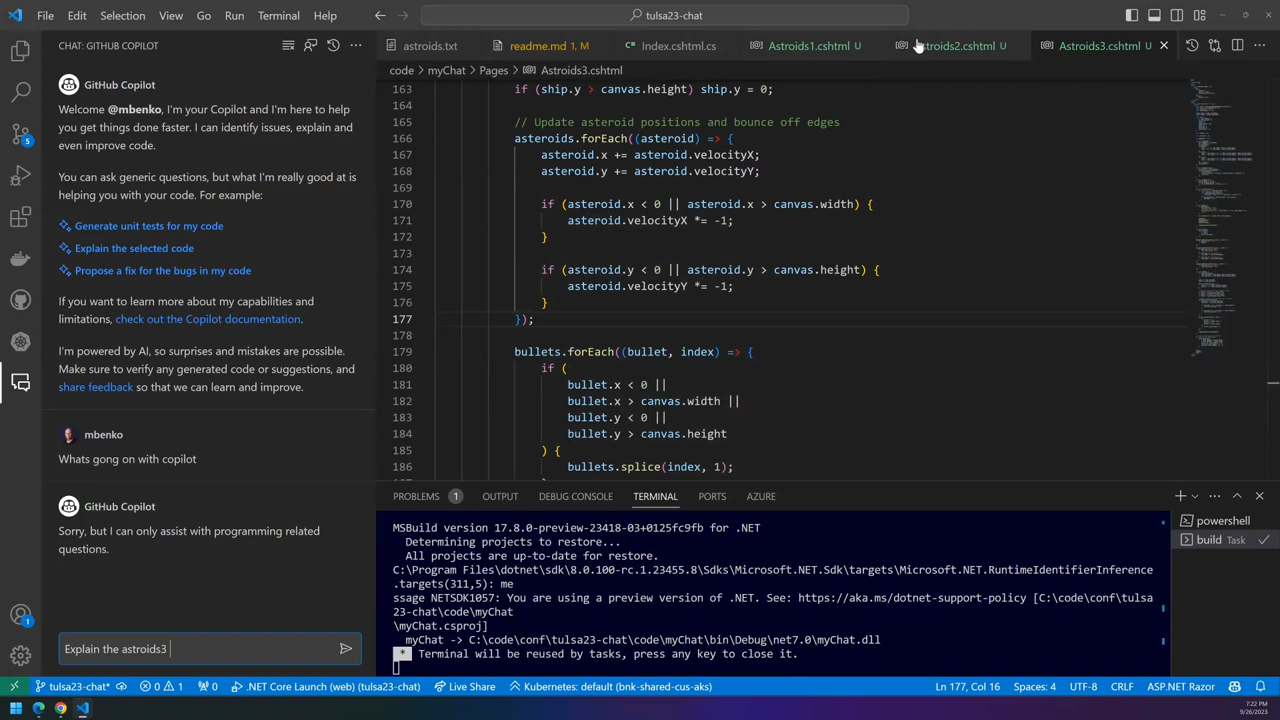 File Edit Selection View Go Run Terminal Help
tulsa23-chat
CHAT: GITHUB COPILOT
GitHub Copilot
Welcome @mbenko, I'm your Copilot and I'm here to help
you get things done faster. I can identify issues, explain and
even improve code.
You can ask generic questions, but what I'm really good at is
helping you with your code. For example:
Generate unit tests for my code
Explain the selected code
Propose a fix for the bugs in my code
If you want to learn more about my capabilities and
limitations, check out the Copilot documentation.
I'm powered by AI, so surprises and mistakes are possible.
Make sure to verify any generated code or suggestions, and
share feedback so that we can learn and improve.
mbenko
Whats gong on with copilot
GitHub Copilot
Sorry, but I can only assist with programming related
questions.
Explain the astroids3
5
1
astroids.txt readme.md 1, M Index.cshtml.cs Astroids1.cshtml U stroids2.cshtml U Astroids3.cshtml U
code > myChat > Pages > Astroids3.cshtml
163 if (ship.y > canvas.height) ship.y = 0;
164
165 // Update asteroid positions and bounce off edges
166 asteroids.forEach((asteroid) => {
167 asteroid.x += asteroid.velocityX;
168 asteroid.y += asteroid.velocityY;
169
170 if (asteroid.x < 0 || asteroid.x > canvas.width) {
171 asteroid.velocityX *= -1;
172 }
173
174 if (asteroid.y < 0 || asteroid.y > canvas.height) {
175 asteroid.velocityY *= -1;
176 }
177 });
178
179 bullets.forEach((bullet, index) => {
180 if (
181 bullet.x < 0 ||
182 bullet.x > canvas.width ||
183 bullet.y < 0 ||
184 bullet.y > canvas.height
185 ) {
186 bullets.splice(index, 1);
PROBLEMS 1 OUTPUT DEBUG CONSOLE TERMINAL PORTS AZURE
MSBuild version 17.8.0-preview-23418-03+0125fc9fb for .NET
Determining projects to restore...
All projects are up-to-date for restore.
C:\Program Files\dotnet\sdk\8.0.100-rc.1.23455.8\Sdks\Microsoft.NET.Sdk\targets\Microsoft.NET.RuntimeIdentifierInference
.targets(311,5): me
ssage NETSDK1057: You are using a preview version of .NET. See: https://aka.ms/dotnet-support-policy [C:\code\conf\tulsa
23-chat\code\myChat
\myChat.csproj]
myChat -> C:\code\conf\tulsa23-chat\code\myChat\bin\Debug\net7.0\myChat.dll
* Terminal will be reused by tasks, press any key to close it.
powershell
build Task
tulsa23-chat* 0 1 0 .NET Core Launch (web) (tulsa23-chat) Live Share Kubernetes: default (bnk-shared-cus-aks) Ln 177, Col 16 Spaces: 4 UTF-8 CRLF ASP.NET Razor
7:22 PM
9/26/2023